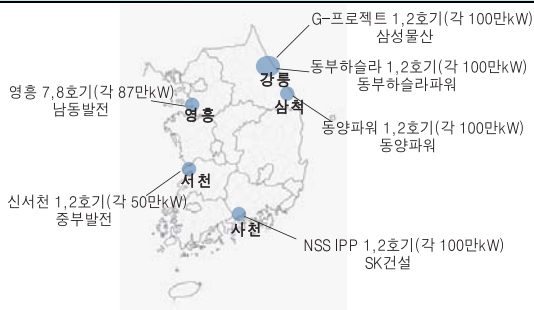 G-프로젝트 1,2호기(각 100만kW)
삼성물산
동부하슬라 1,2호기(각 100만kW)
동부하슬라파워
강릉
영흥 7,8호기(각 87만kW)
남동발전
영흥
삼척
동양파워 1,2호기(각 100만kW)
동양파워
서천
신서천 1,2호기(각 50만kW)
중부발전
사천
NSS IPP 1,2호기(각 100만kW)
SK건설